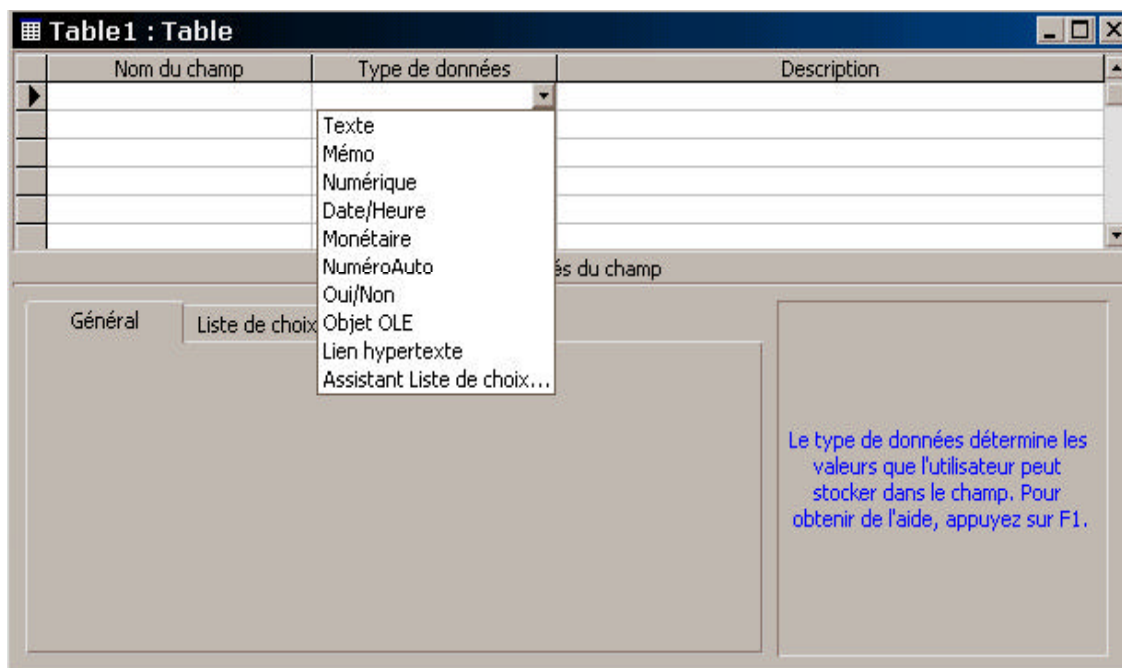 Table1 : Table
Nom du champ Type de données Description
Texte
Mémo
Numérique
Date/Heure
Monétaire
NuméroAuto
Oui/Non
Objet OLE
Lien hypertexte
Assistant Liste de choix...
du champ
Général Liste de choix
Le type de données détermine les
valeurs que l'utilisateur peut
stocker dans le champ. Pour
obtenir de l'aide, appuyez sur F1.